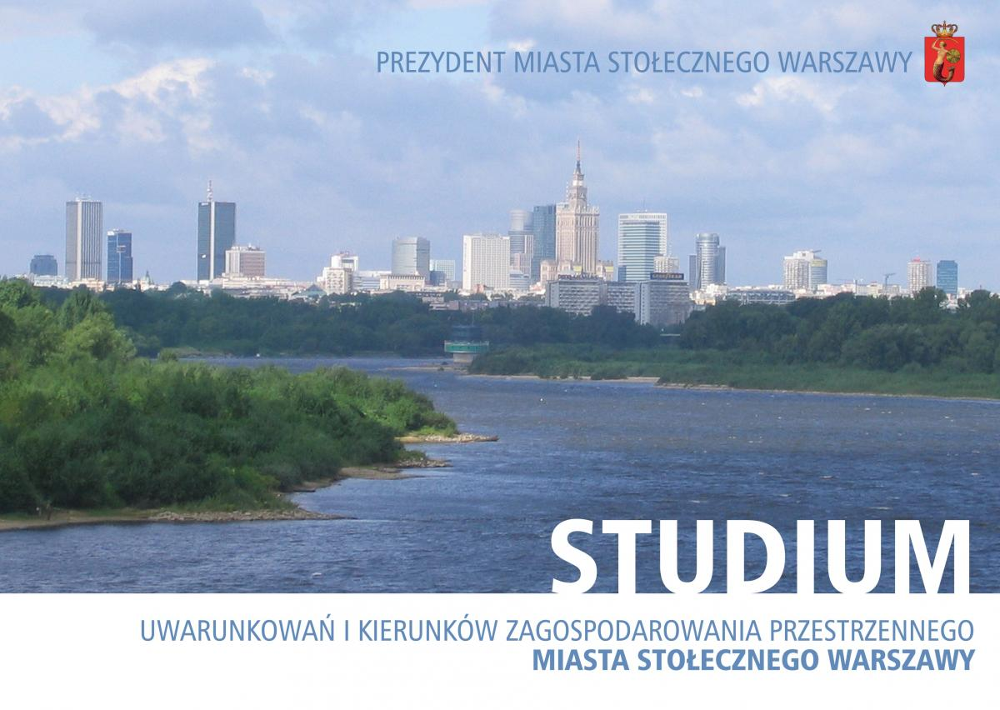 PREZYDENT MIASTA STOŁECZNEGO WARSZAWY
STUDIUM
UWARUNKOWAŃ I KIERUNKÓW ZAGOSPODAROWANIA PRZESTRZENNEGO
MIASTA STOŁECZNEGO WARSZAWY